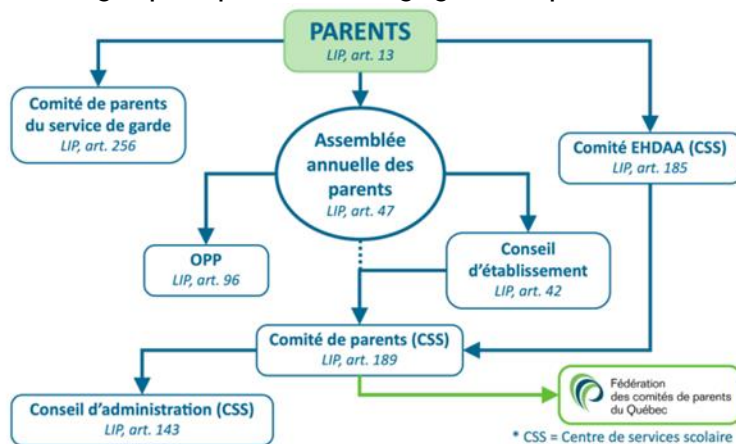 PARENTS
LIP, art. 13
Comité de parents
du service de garde
LIP, art. 256
Assemblée
annuelle des
parents
LIP, art. 47
Comité EHDAA (CSS)
LIP, art. 185
OPP
LIP, art. 96
Conseil
d'établissement
LIP, art. 42
Comité de parents (CSS)
LIP, art. 189
Conseil d'administration (CSS)
LIP, art. 143
Fédération
des comités de parents
du Québec
* CSS = Centre de services scolaire